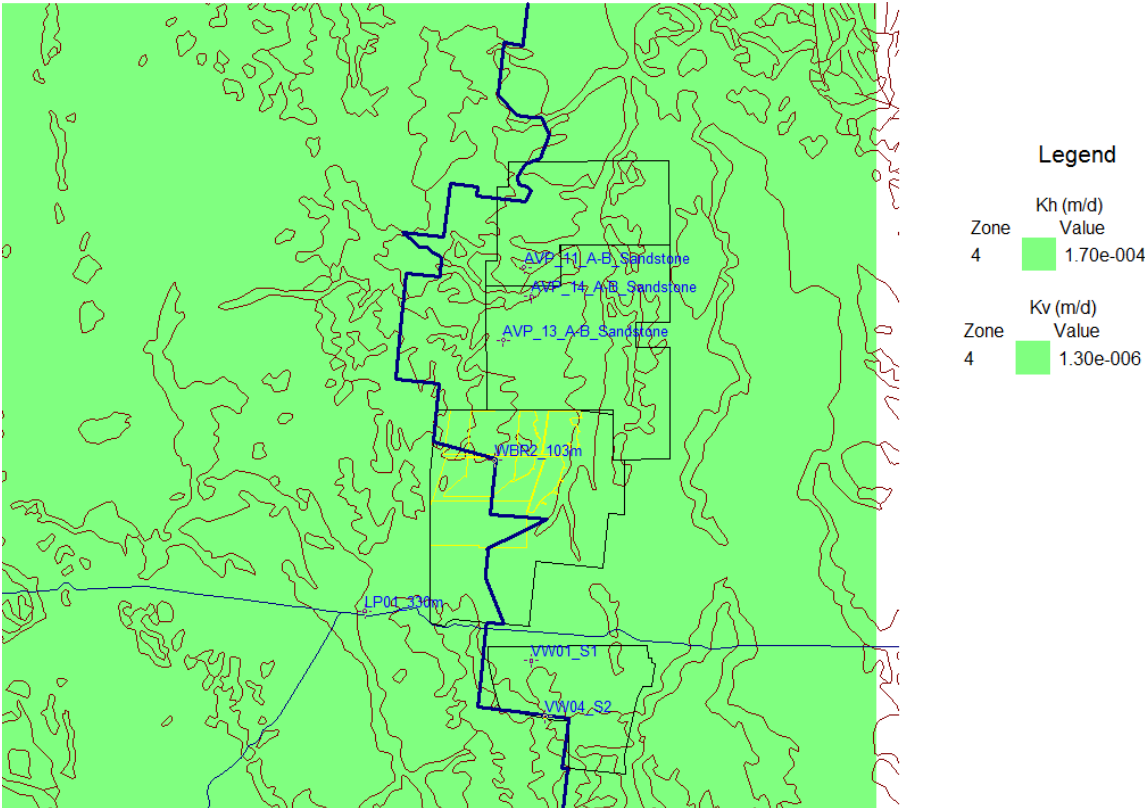 AVP_11_A-B_Sandstone
AVP_14_A-B_Sandstone
AVP_13_A-B_Sandstone
WBR2_103m
LP01_330m
VW01_S1
VW04_S2
Legend
Kh (m/d)
Zone Value
4 1.70e-004
Kv (m/d)
Zone Value
4 1.30e-006